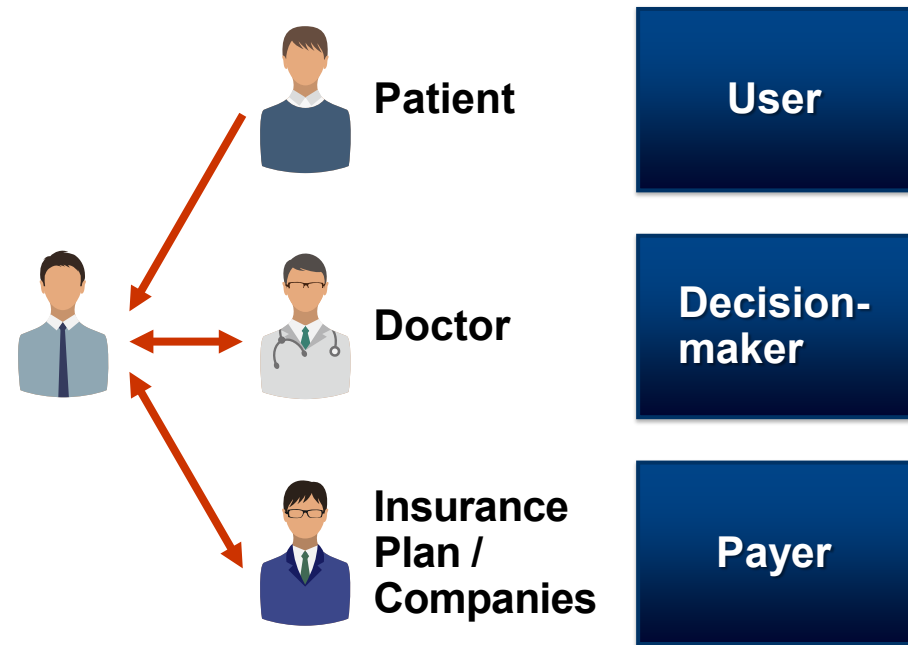 Patient
User
Doctor
Decision-
maker
Insurance
Plan /
Companies
Payer